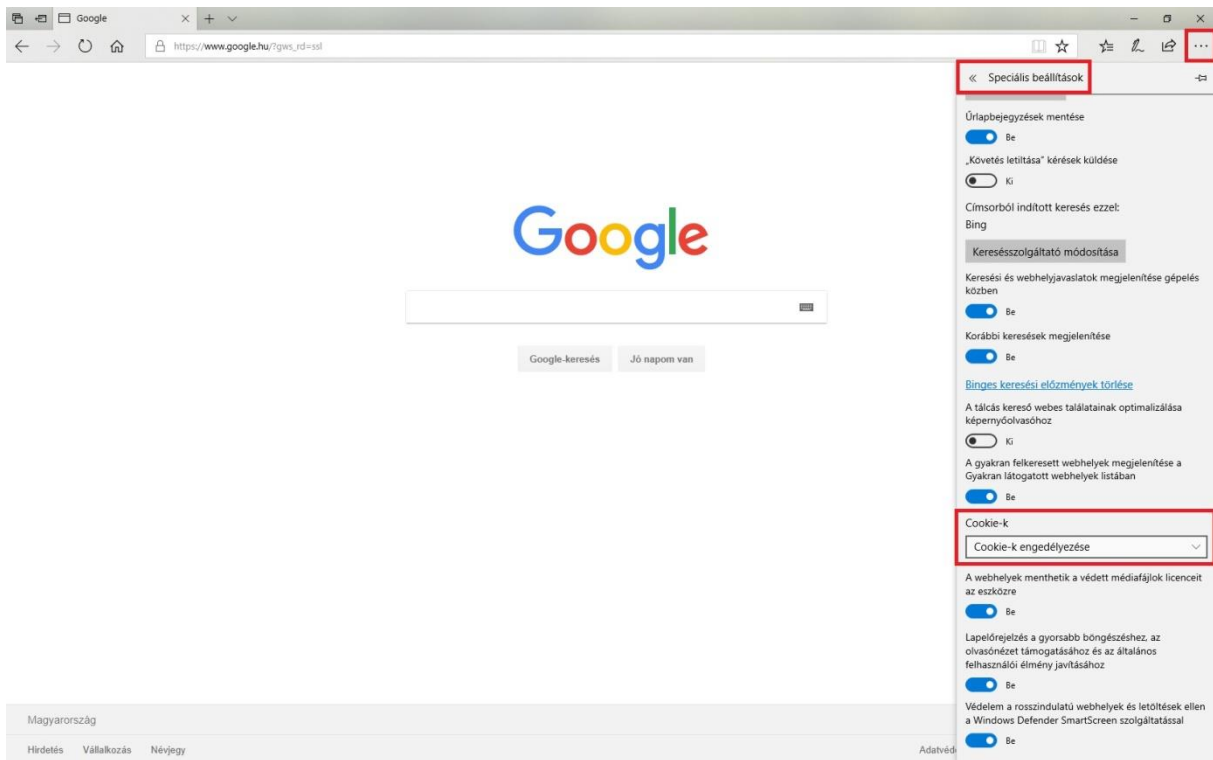 Google
https://www.google.hu/?gws_rd=ssl
Speciális beállítások
Űrlapbejegyzések mentése
Be
„Követés letiltása" kérések küldése
Ki
Címsorból indított keresés ezzel:
Bing
Keresésszolgáltató módosítása
Keresési és webhelyjavaslatok megjelenítése gépelés
közben
Be
Korábbi keresések megjelenítése
Be
Binges keresési előzmények törlése
A tálcás kereső webes találatainak optimalizálása
képernyőolvasóhoz
Ki
A gyakran felkeresett webhelyek megjelenítése a
Gyakran látogatott webhelyek listában
Be
Cookie-k
Cookie-k engedélyezése
A webhelyek menthetik a védett médiafájlok licenceit
az eszközre
Be
Lapelőrejelzés a gyorsabb böngészéshez, az
olvasónézet támogatásához és az általános
felhasználói élmény javításához
Be
Védelem a rosszindulatú webhelyek és letöltések ellen
a Windows Defender SmartScreen szolgáltatással
Be
Google
Google-keresés Jó napom van
Magyarország
Hirdetés Vállalkozás Névjegy Adatvéd